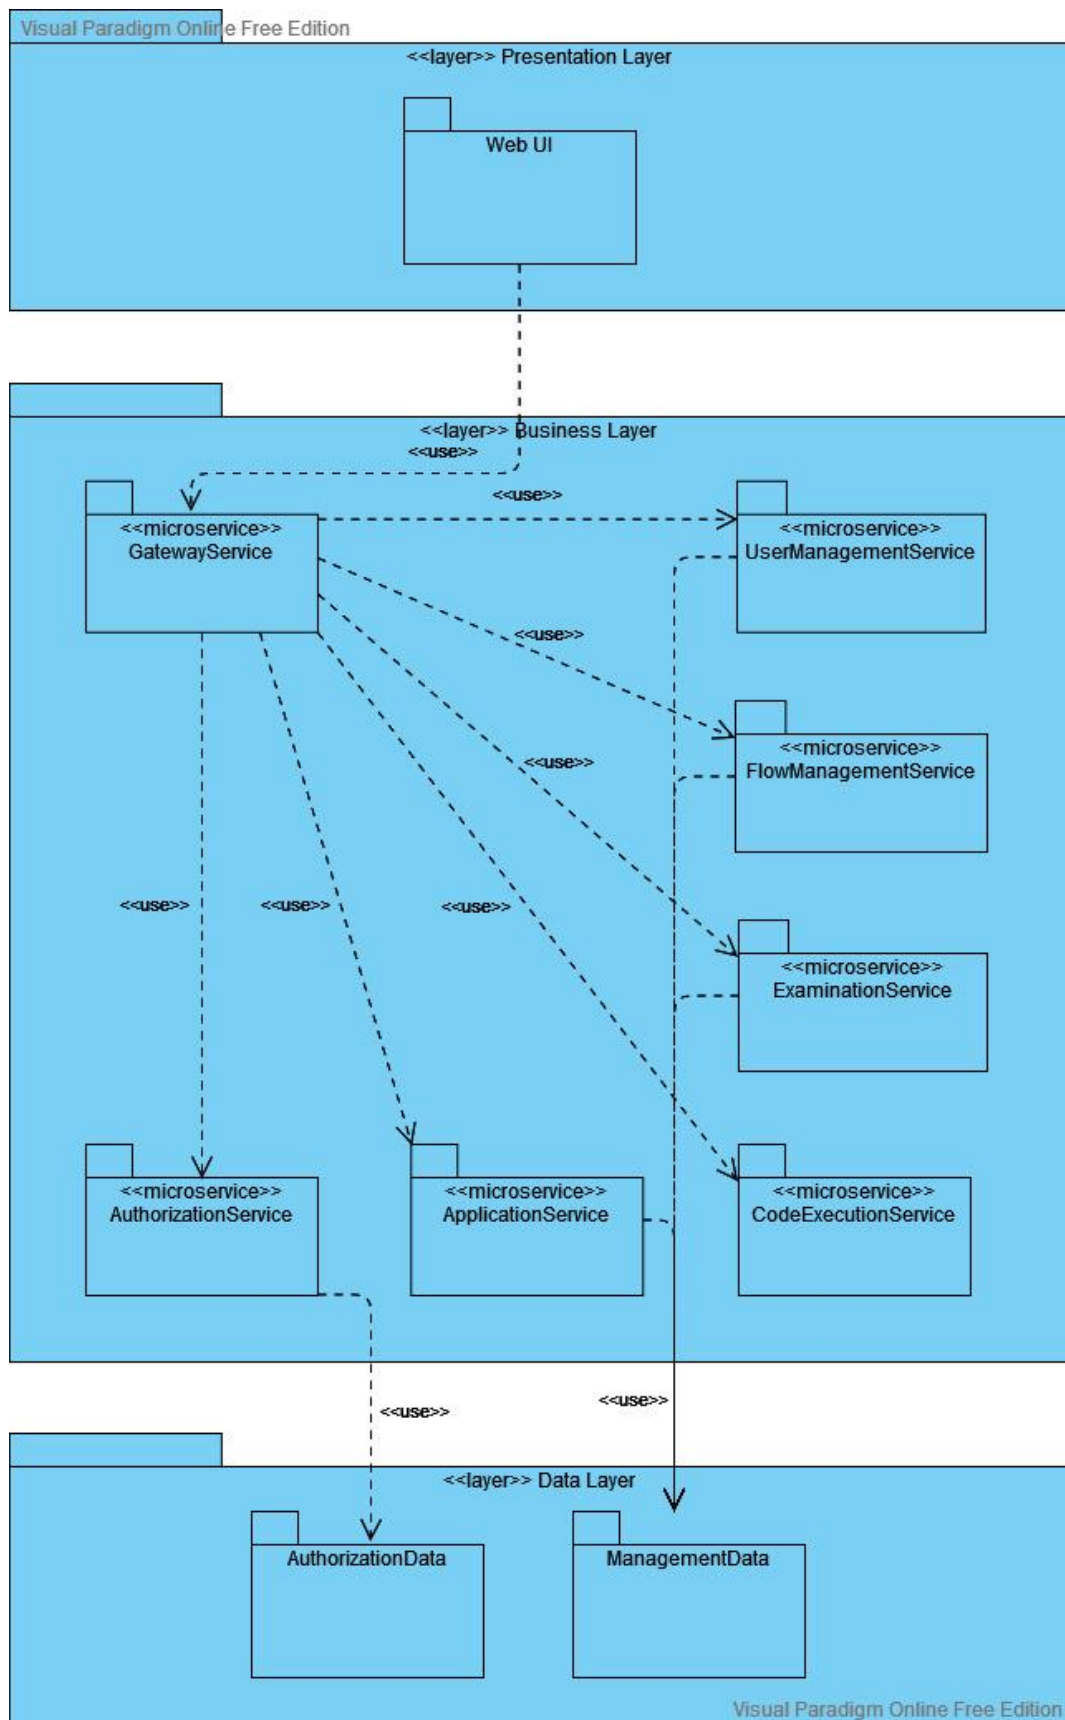 Visual Paradigm Online Free Edition
<<layer>> Presentation Layer
Web UI
<<layer>> Business Layer
<<use>>
<<use>>
<<microservice>>
GatewayService
<<microservice>>
UserManagementService
<<use>>
<<microservice>>
FlowManagementService
<<use>>
<<use>>
<<use>>
<<use>>
<<microservice>>
ExaminationService
<<microservice>>
AuthorizationService
<<microservice>>
ApplicationService
<<microservice>>
CodeExecutionService
<<use>>
<<use>>
<<layer>> Data Layer
AuthorizationData
ManagementData
Visual Paradigm Online Free Edition